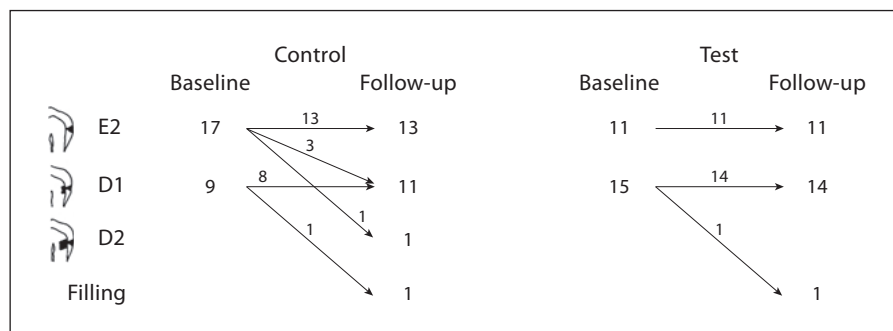 Control Test
Baseline Follow-up Baseline Follow-up
E2 17 13 13 11 11 11
3
D1 9 8 11 15 14 14
D2 1 1 1
1
Filling 1 1